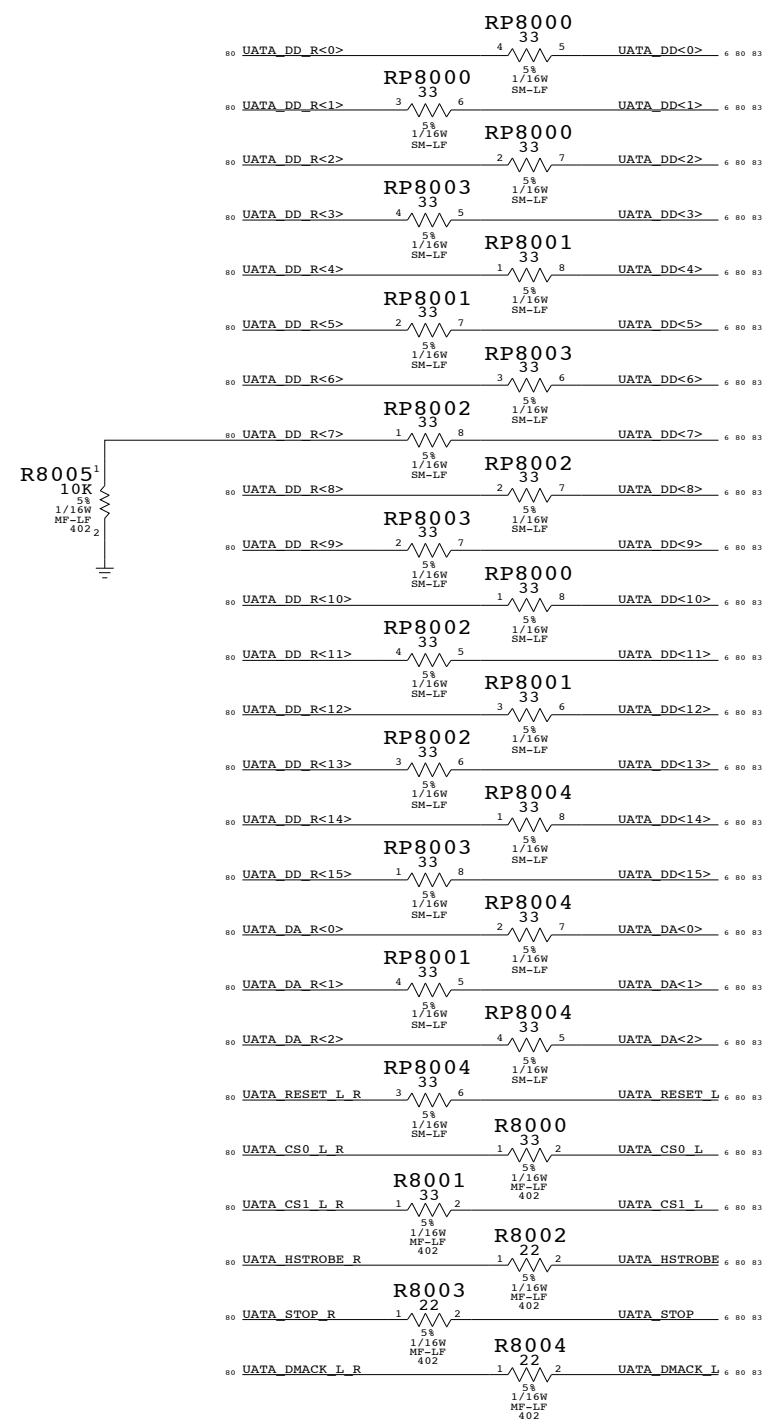 RP8000
33
80 UATA_DD_R<0> 4 5 UATA_DD<0> 6 80 83
5%
1/16W
SM-LF
RP8000
33
80 UATA_DD_R<1> 3 6 UATA_DD<1> 6 80 83
5%
1/16W
SM-LF
RP8000
33
80 UATA_DD_R<2> 2 7 UATA_DD<2> 6 80 83
5%
1/16W
SM-LF
RP8003
33
80 UATA_DD_R<3> 4 5 UATA_DD<3> 6 80 83
5%
1/16W
SM-LF
RP8001
33
80 UATA_DD_R<4> 1 8 UATA_DD<4> 6 80 83
5%
1/16W
SM-LF
RP8001
33
80 UATA_DD_R<5> 2 7 UATA_DD<5> 6 80 83
5%
1/16W
SM-LF
RP8003
33
80 UATA_DD_R<6> 3 6 UATA_DD<6> 6 80 83
5%
1/16W
SM-LF
RP8002
33
80 UATA_DD_R<7> 1 8 UATA_DD<7> 6 80 83
5%
1/16W
SM-LF
R8005 1
10K
5%
1/16W
MF-LF
402 2
RP8002
33
80 UATA_DD_R<8> 2 7 UATA_DD<8> 6 80 83
5%
1/16W
SM-LF
RP8003
33
80 UATA_DD_R<9> 2 7 UATA_DD<9> 6 80 83
5%
1/16W
SM-LF
RP8000
33
80 UATA_DD_R<10> 1 8 UATA_DD<10> 6 80 83
5%
1/16W
SM-LF
RP8002
33
80 UATA_DD_R<11> 4 5 UATA_DD<11> 6 80 83
5%
1/16W
SM-LF
RP8001
33
80 UATA_DD_R<12> 3 6 UATA_DD<12> 6 80 83
5%
1/16W
SM-LF
RP8002
33
80 UATA_DD_R<13> 3 6 UATA_DD<13> 6 80 83
5%
1/16W
SM-LF
RP8004
33
80 UATA_DD_R<14> 1 8 UATA_DD<14> 6 80 83
5%
1/16W
SM-LF
RP8003
33
80 UATA_DD_R<15> 1 8 UATA_DD<15> 6 80 83
5%
1/16W
SM-LF
RP8004
33
80 UATA_DA_R<0> 2 7 UATA_DA<0> 6 80 83
5%
1/16W
SM-LF
RP8001
33
80 UATA_DA_R<1> 4 5 UATA_DA<1> 6 80 83
5%
1/16W
SM-LF
RP8004
33
80 UATA_DA_R<2> 4 5 UATA_DA<2> 6 80 83
5%
1/16W
SM-LF
RP8004
33
80 UATA_RESET_L_R 3 6 UATA_RESET_L 6 80 83
5%
1/16W
SM-LF
R8000
33
80 UATA_CS0_L_R 1 2 UATA_CS0_L 6 80 83
5%
1/16W
MF-LF
402
R8001
33
80 UATA_CS1_L_R 1 2 UATA_CS1_L 6 80 83
5%
1/16W
MF-LF
402
R8002
22
80 UATA_HSTROBE_R 1 2 UATA_HSTROBE 6 80 83
5%
1/16W
MF-LF
402
R8003
22
80 UATA_STOP_R 1 2 UATA_STOP 6 80 83
5%
1/16W
MF-LF
402
R8004
22
80 UATA_DMACK_L_R 1 2 UATA_DMACK_L 6 80 83
5%
1/16W
MF-LF
402